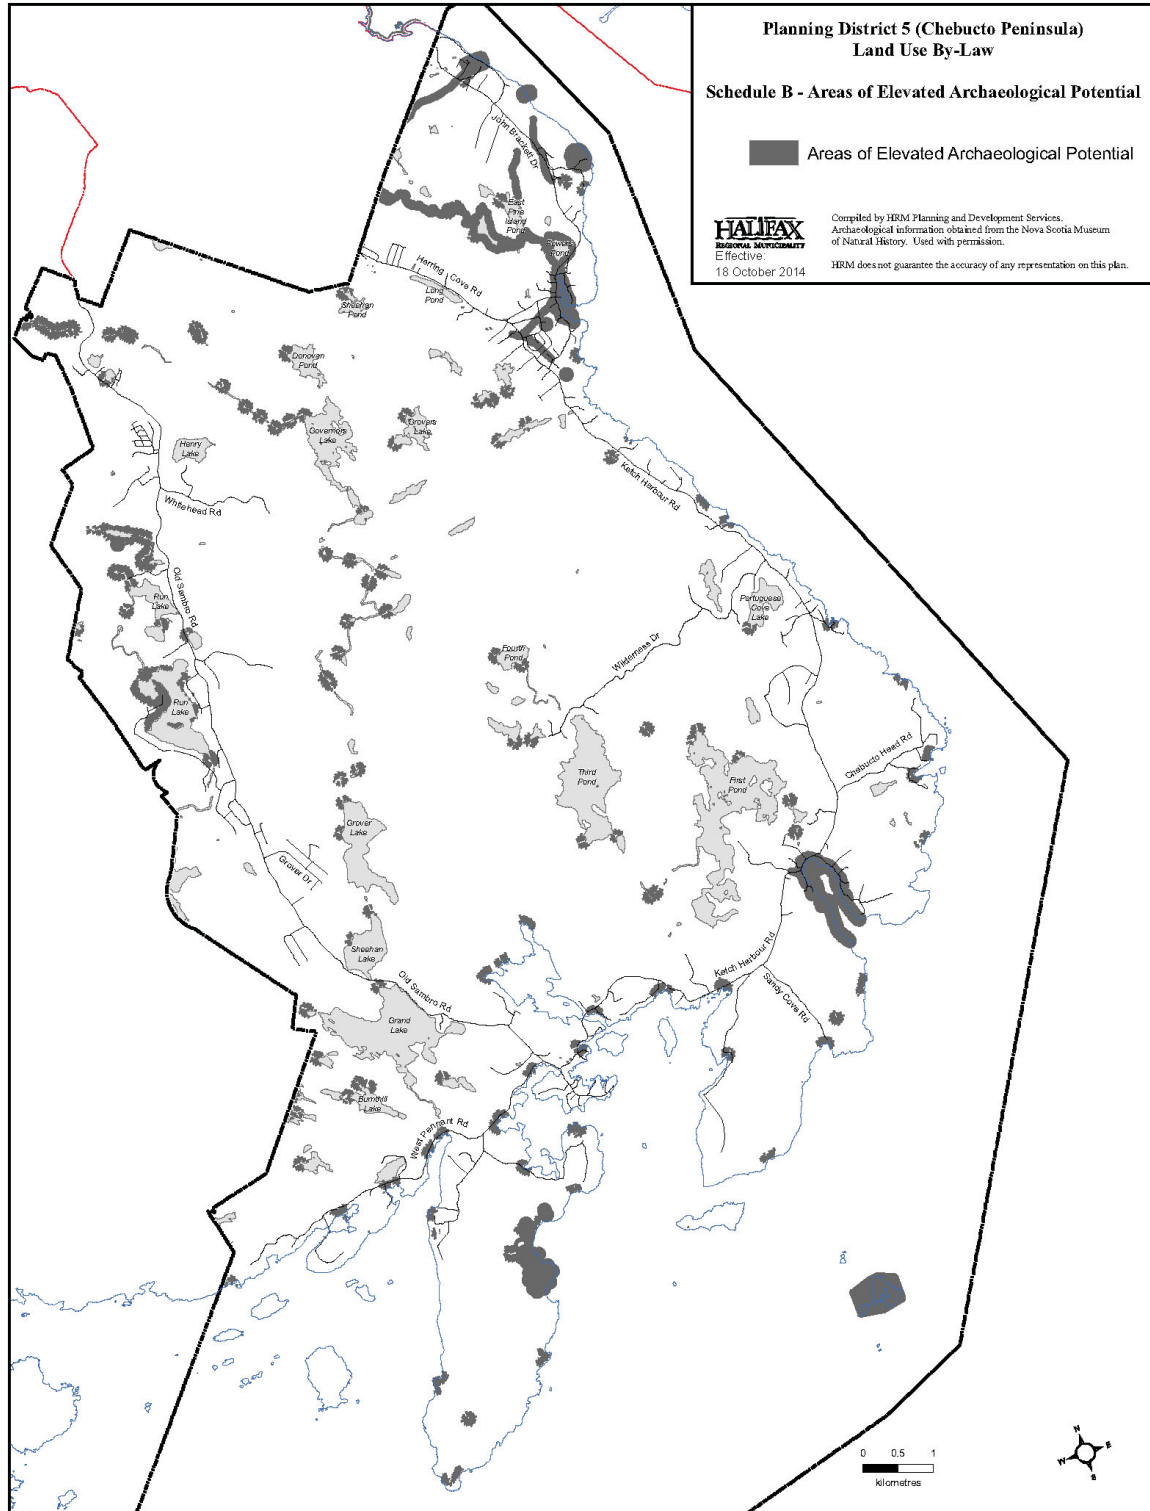 Planning District 5 (Chebucto Peninsula)
Land Use By-Law
Schedule B - Areas of Elevated Archaeological Potential
Areas of Elevated Archaeological Potential
HALIFAX
REGIONAL MUNICIPALITY
Effective:
18 October 2014
Compiled by HRM Planning and Development Services.
Archaeological information obtained from the Nova Scotia Museum
of Natural History. Used with permission.
HRM does not guarantee the accuracy of any representation on this plan.
John Brackett Dr
East
Pine
Island
Pond
Powers
Pond
Herring Cove Rd
Long
Pond
Sheehan
Pond
Donovan
Pond
Governors
Lake
Grovers
Lake
Henry
Lake
Whitehead Rd
Ketch Harbour Rd
Old Sambro Rd
Run
Lake
Portuguese
Cove
Lake
Wilderness Dr
Fourth
Pond
Run
Lake
Third
Pond
First
Pond
Chebucto Head Rd
Grover
Lake
Grover Dr
Sheehan
Lake
Ketch Harbour Rd
Sandy Cove Rd
Old Sambro Rd
Grand
Lake
Burnthill
Lake
West Pennant Rd
N
E
S
W
0 0.5 1
kilometres